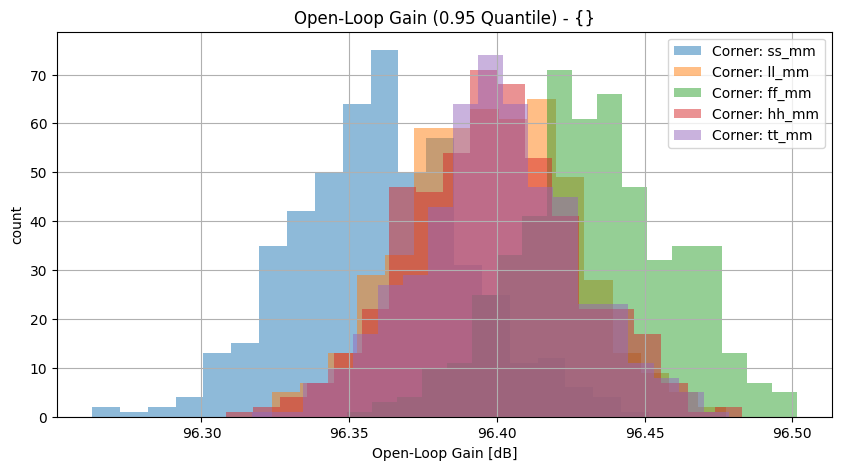 Open-Loop Gain (0.95 Quantile) - {}
Corner: ss_mm
Corner: ll_mm
Corner: ff_mm
Corner: hh_mm
Corner: tt_mm
count
70
60
50
40
30
20
10
0
96.30
96.35
96.40
96.45
96.50
Open-Loop Gain [dB]